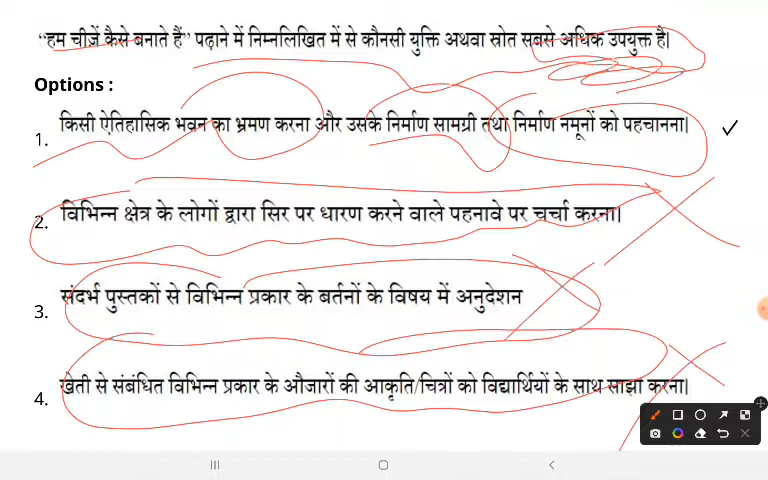 “हम चीज़ें कैसे बनाते हैं” पढ़ाने में निम्नलिखित में से कौनसी युक्ति अथवा स्रोत सबसे अधिक उपयुक्त है।
Options :
1. किसी ऐतिहासिक भवन का भ्रमण करना और उसके निर्माण सामग्री तथा निर्माण नमूनों को पहचानना।
2. विभिन्न क्षेत्र के लोगों द्वारा सिर पर धारण करने वाले पहनावे पर चर्चा करना।
3. संदर्भ पुस्तकों से विभिन्न प्रकार के बर्तनों के विषय में अनुदेशन
4. खेती से संबंधित विभिन्न प्रकार के औजारों की आकृति/चित्रों को विद्यार्थियों के साथ साझा करना।